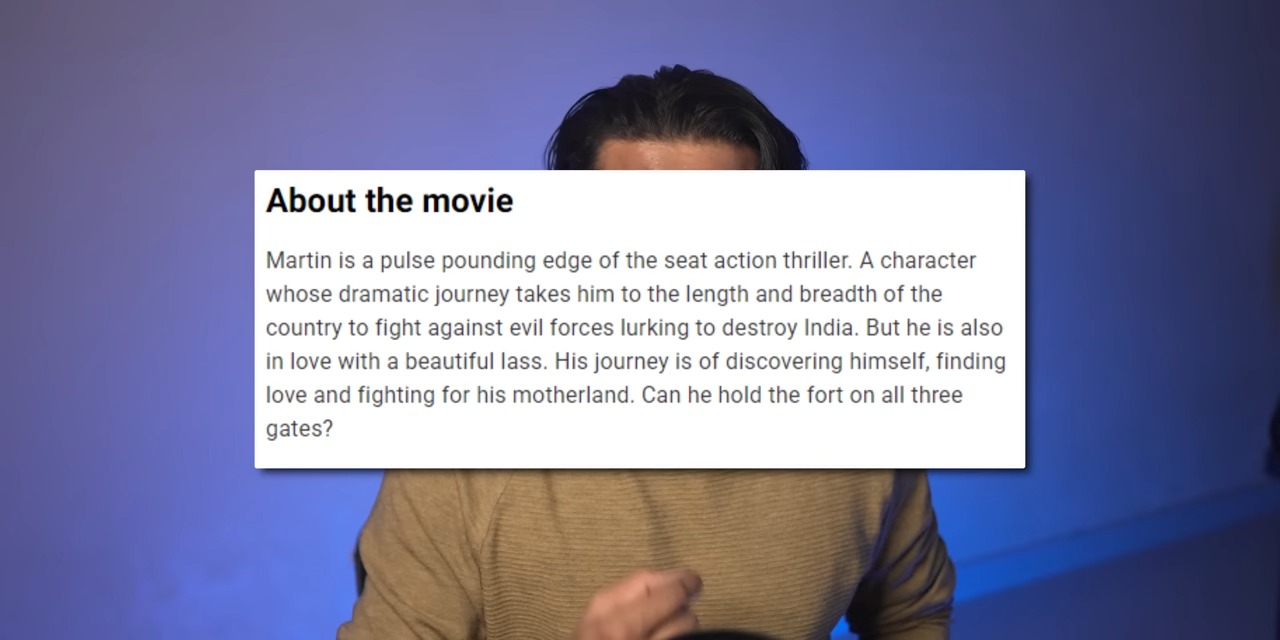 About the movie
Martin is a pulse pounding edge of the seat action thriller. A character
whose dramatic journey takes him to the length and breadth of the
country to fight against evil forces lurking to destroy India. But he is also
in love with a beautiful lass. His journey is of discovering himself, finding
love and fighting for his motherland. Can he hold the fort on all three
gates?